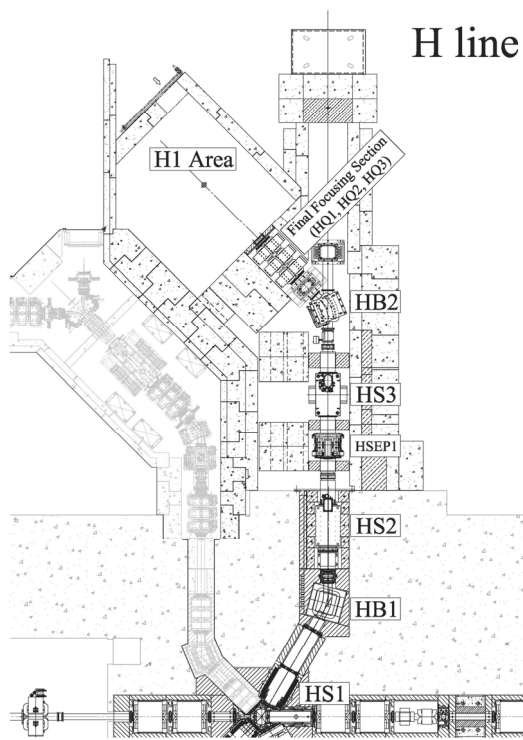 H line
H1 Area
Final Focusing Section
(HQ1, HQ2, HQ3)
HB2
HS3
HSEP1
HS2
HB1
HS1